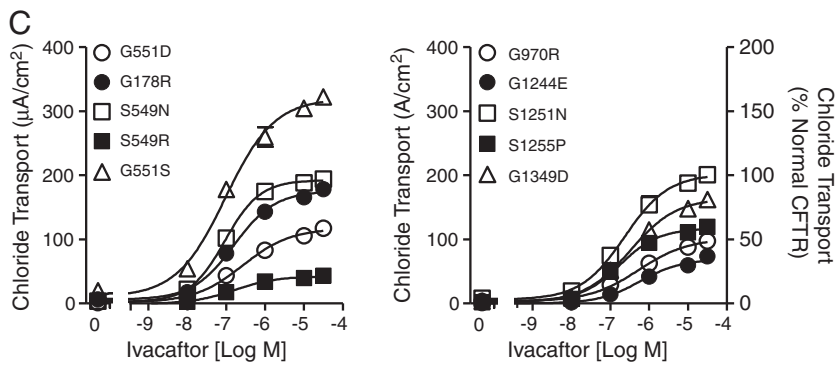 C
Chloride Transport (μA/cm²)
400
300
200
100
0
G551D
G178R
S549N
S549R
G551S
0 -9 -8 -7 -6 -5 -4
Ivacaftor [Log M]
Chloride Transport (A/cm²)
400
300
200
100
0
G970R
G1244E
S1251N
S1255P
G1349D
0 -9 -8 -7 -6 -5 -4
Ivacaftor [Log M]
200
150
100
50
0
Chloride Transport
(% Normal CFTR)